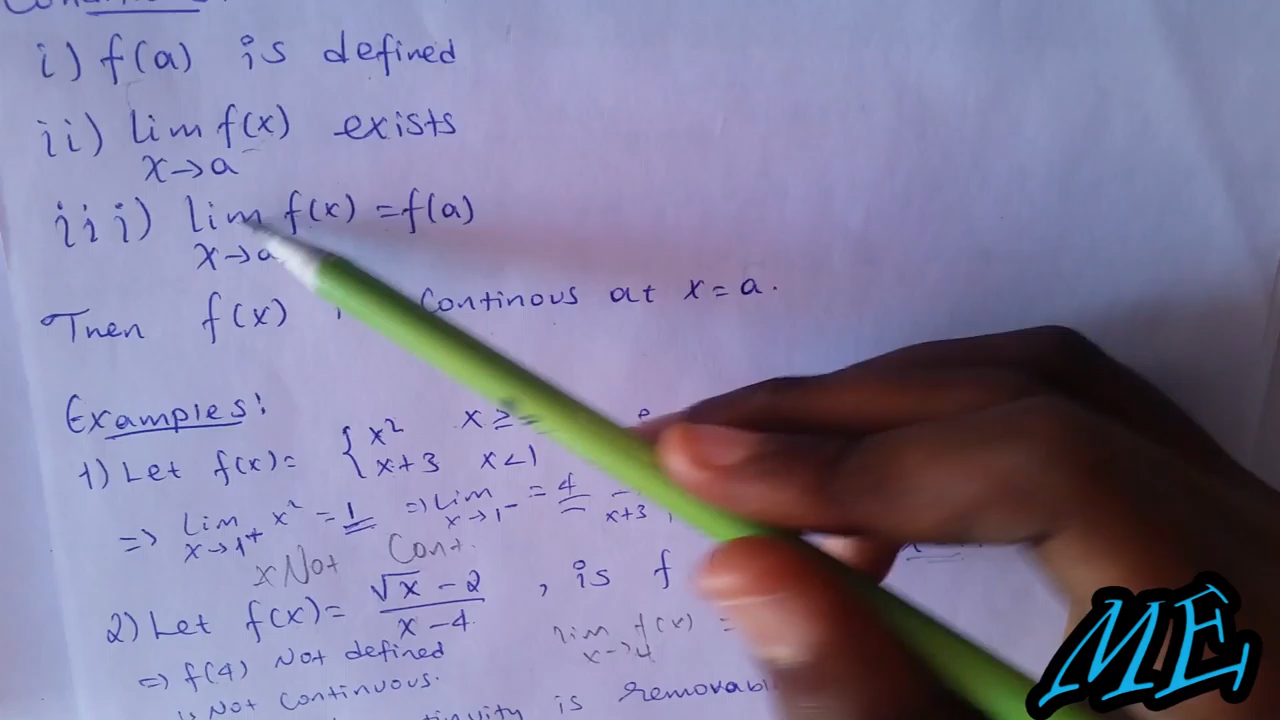 i) f(a) is defined
ii) lim f(x) exists
x→a
iii) lim f(x) = f(a)
x→a
Then f(x) Continous at x = a.
Examples:
1) Let f(x) = { x² x ≥
x+3 x<1
=> lim x² = 1 => lim = 4
x→1⁺ x→1⁻ x+3
x Not Cont.
2) Let f(x) = √x - 2 , is f
x - 4
=> f(4) Not defined lim f(x) =
x→4
Not Continuous.
is
ME